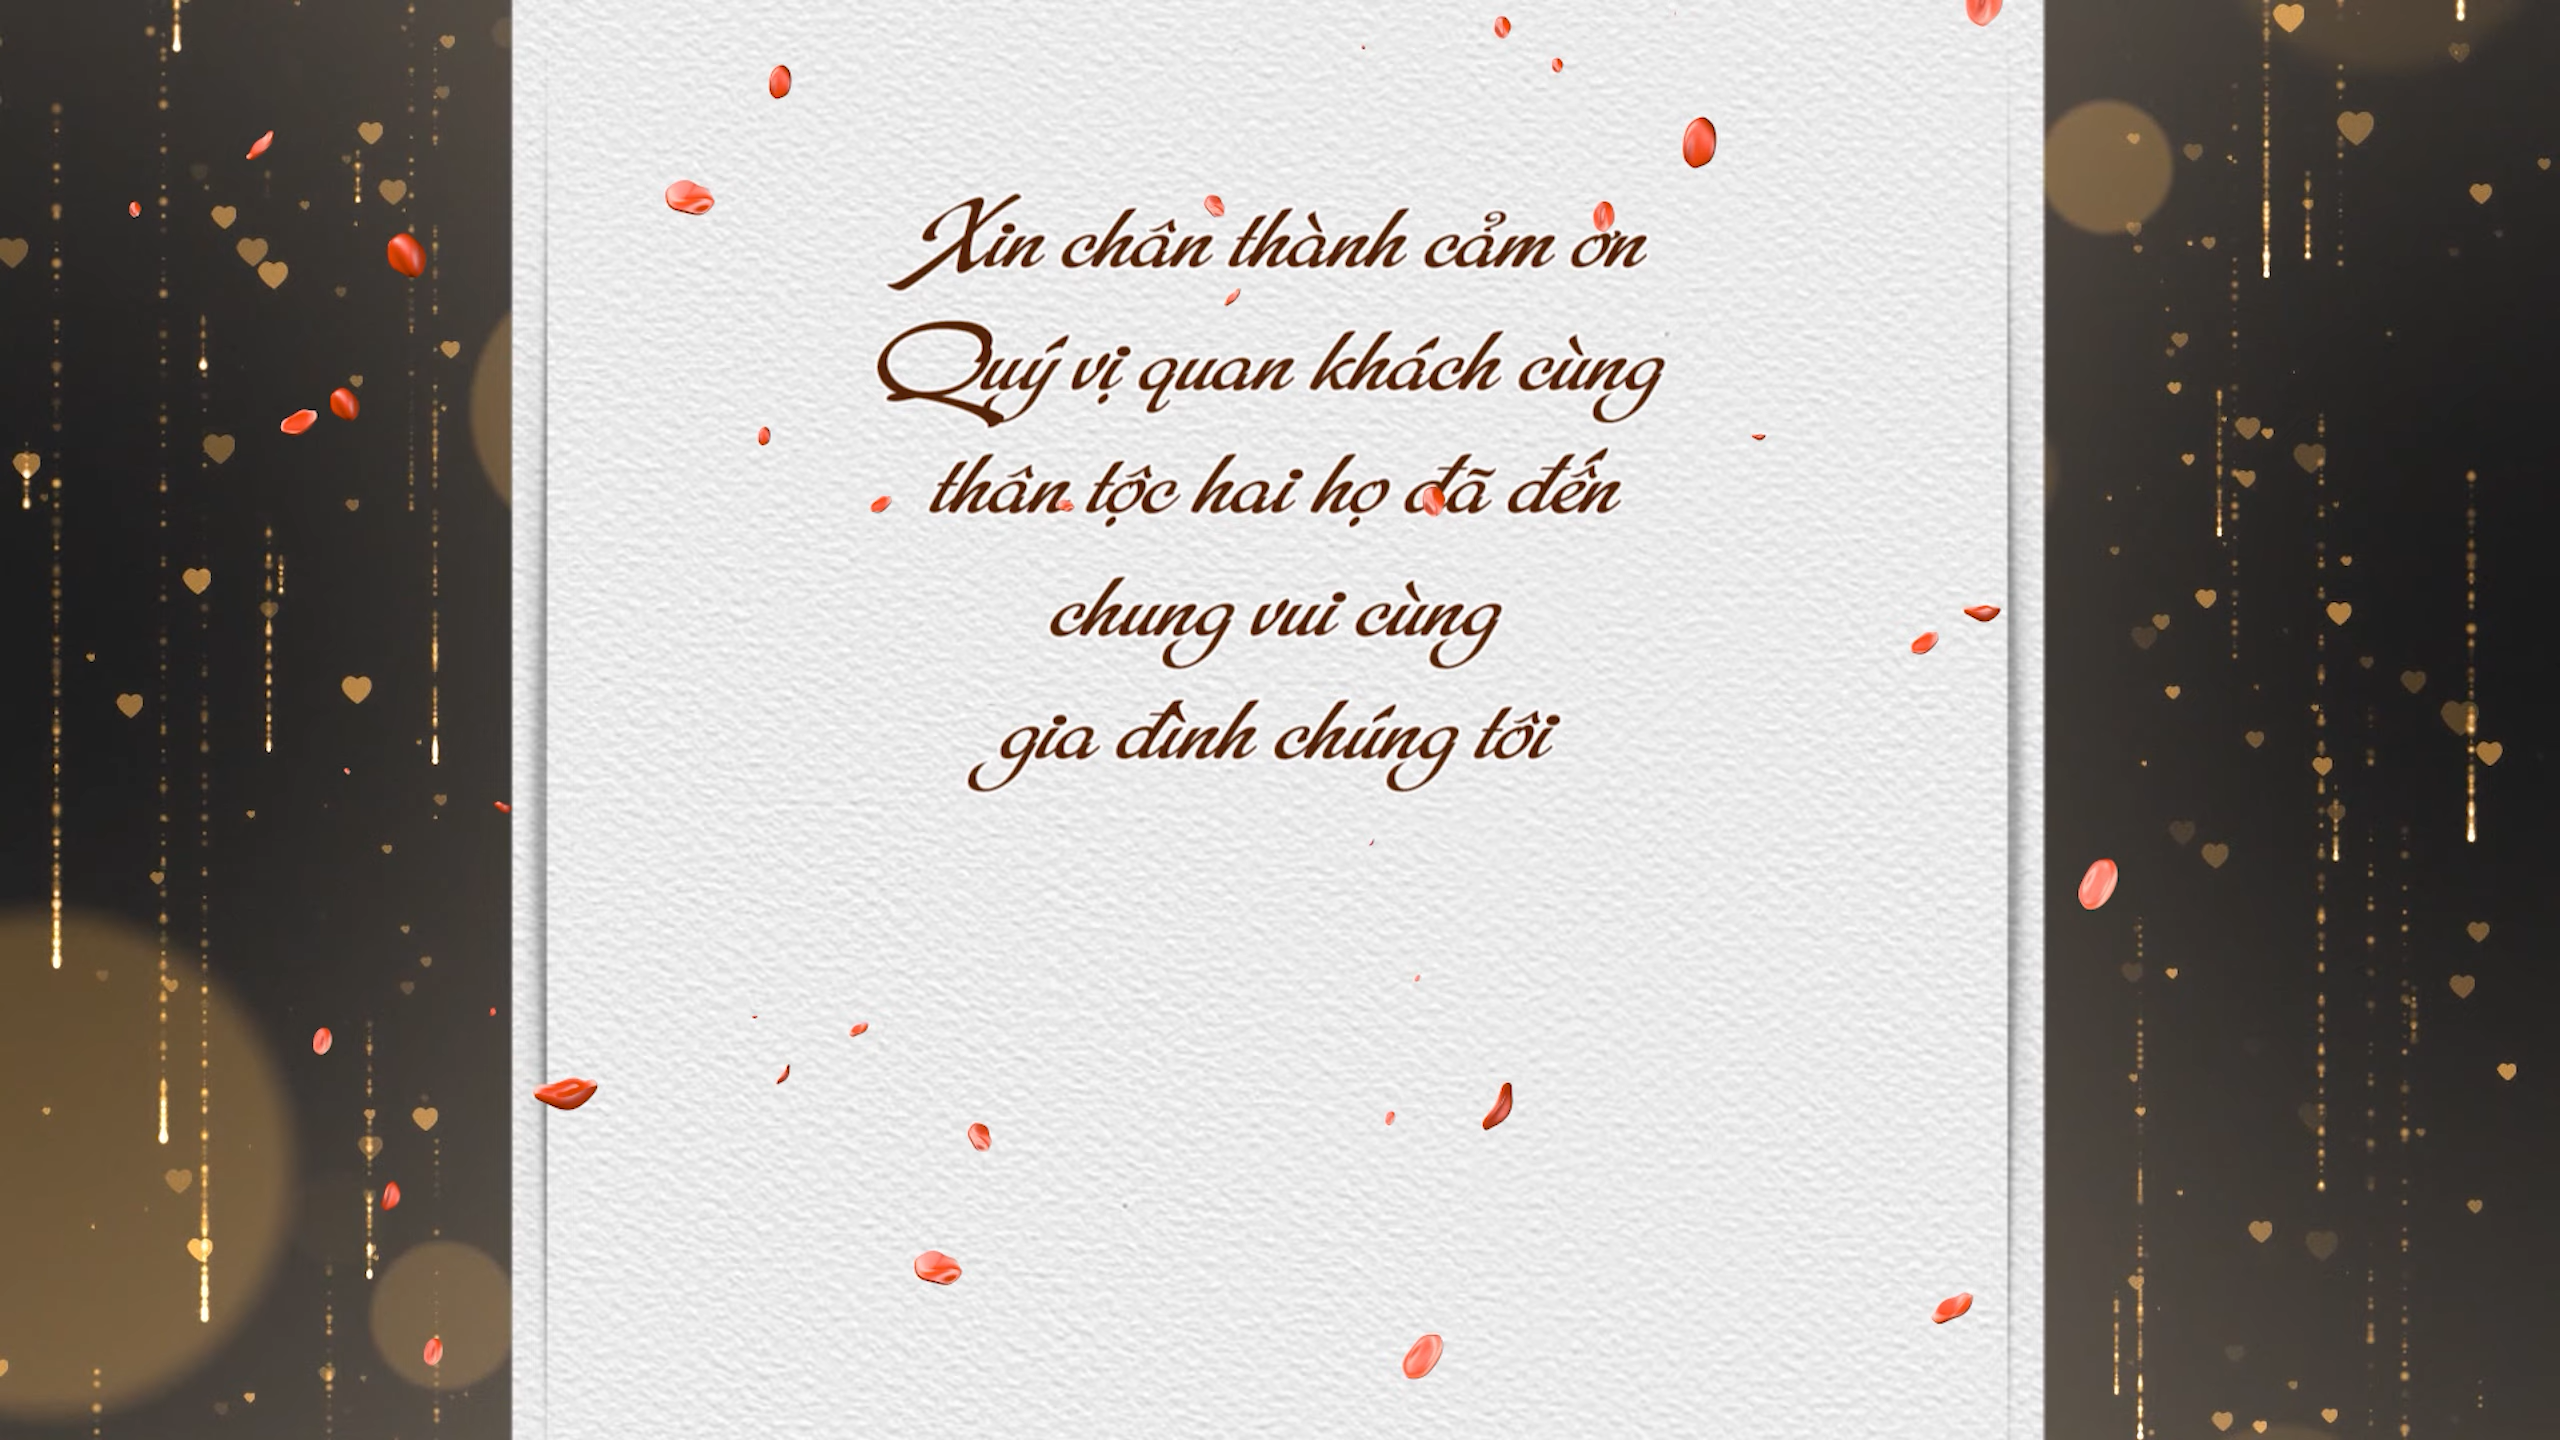 Xin chân thành cảm ơn
Quý vị quan khách cùng
thân tộc hai họ đã đến
chung vui cùng
gia đình chúng tôi